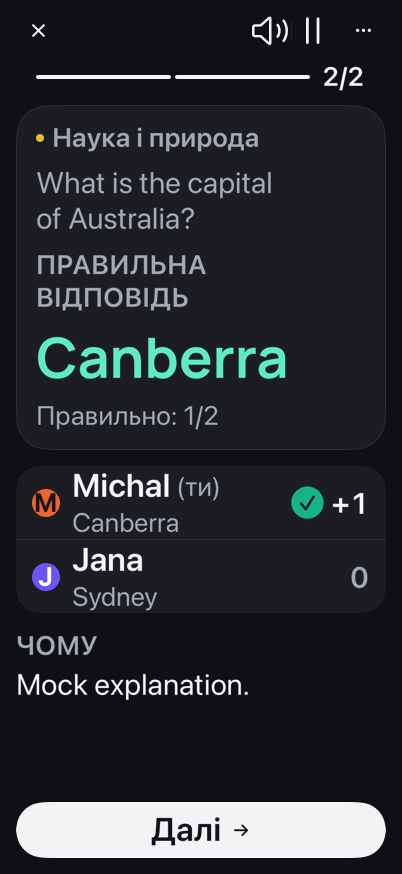 2/2
Наука і природа
What is the capital
of Australia?
ПРАВИЛЬНА
ВІДПОВІДЬ
Canberra
Правильно: 1/2
M
Michal (ти)
Canberra
+1
J
Jana
Sydney
0
ЧОМУ
Mock explanation.
Далі →